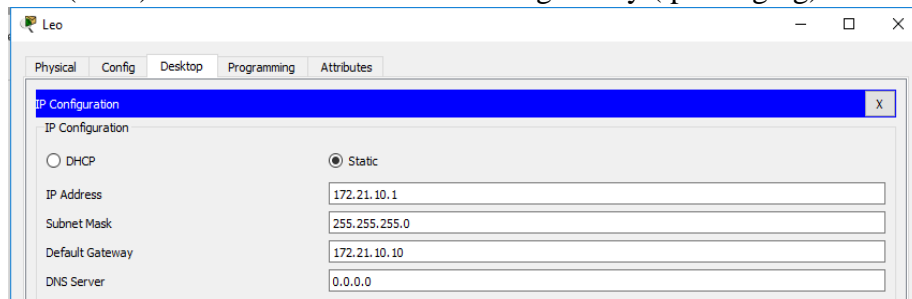 Leo
Physical Config Desktop Programming Attributes
IP Configuration X
IP Configuration
DHCP Static
IP Address 172.21.10.1
Subnet Mask 255.255.255.0
Default Gateway 172.21.10.10
DNS Server 0.0.0.0